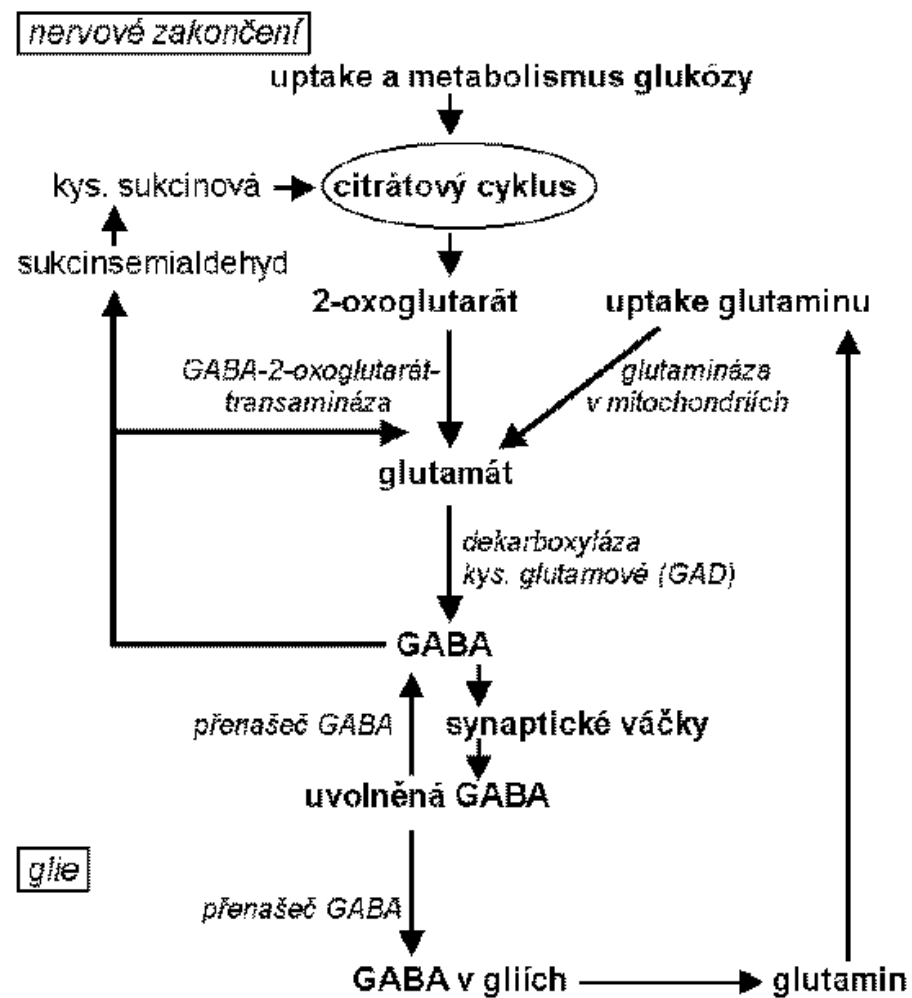 nervové zakončení
uptake a metabolismus glukózy
kys. sukcinová
citrátový cyklus
sukcinsemialdehyd
2-oxoglutarát
uptake glutaminu
GABA-2-oxoglutarát-
transamináza
glutamináza
v mitochondriích
glutamát
dekarboxyláza
kys. glutamové (GAD)
GABA
přenašeč GABA
synaptické váčky
uvolněná GABA
glie
přenašeč GABA
GABA v gliích
glutamin